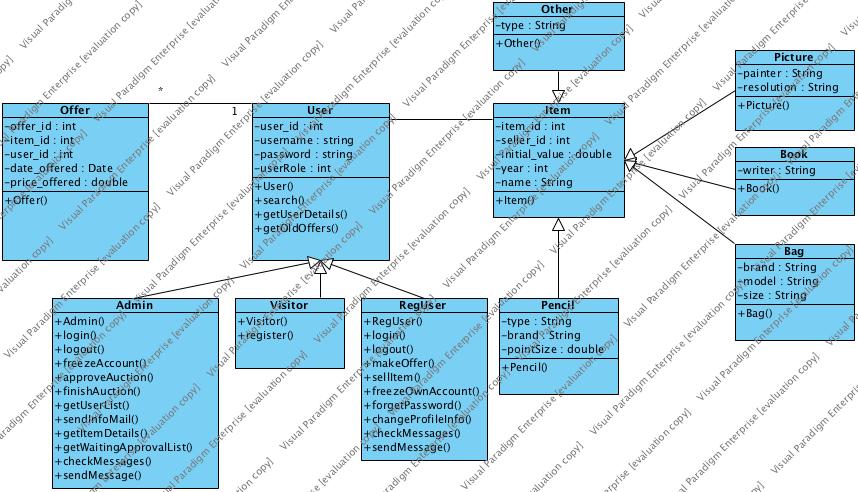 Other
-type : String
+Other()
Picture
-painter : String
-resolution : String
+Picture()
*
1
Offer
-offer_id : int
-item_id : int
-user_id : int
-date_offered : Date
-price_offered : double
+Offer()
User
-user_id : int
-username : string
-password : string
-userRole : int
+User()
+search()
+getUserDetails()
+getOldOffers()
Item
-item_id : int
-seller_id : int
-initial_value : double
-year : int
-name : String
+Item()
Book
-writer : String
+Book()
Bag
-brand : String
-model : String
-size : String
+Bag()
Admin
+Admin()
+login()
+logout()
+freezeAccount()
+approveAuction()
+finishAuction()
+getUserList()
+sendInfoMail()
+getItemDetails()
+getWaitingApprovalList()
+checkMessages()
+sendMessage()
Visitor
+Visitor()
+register()
RegUser
+RegUser()
+login()
+logout()
+makeOffer()
+sellItem()
+freezeOwnAccount()
+forgetPassword()
+changeProfileInfo()
+checkMessages()
+sendMessage()
Pencil
-type : String
-brand : String
-pointSize : double
+Pencil()
Visual Paradigm Enterprise [evaluation copy]